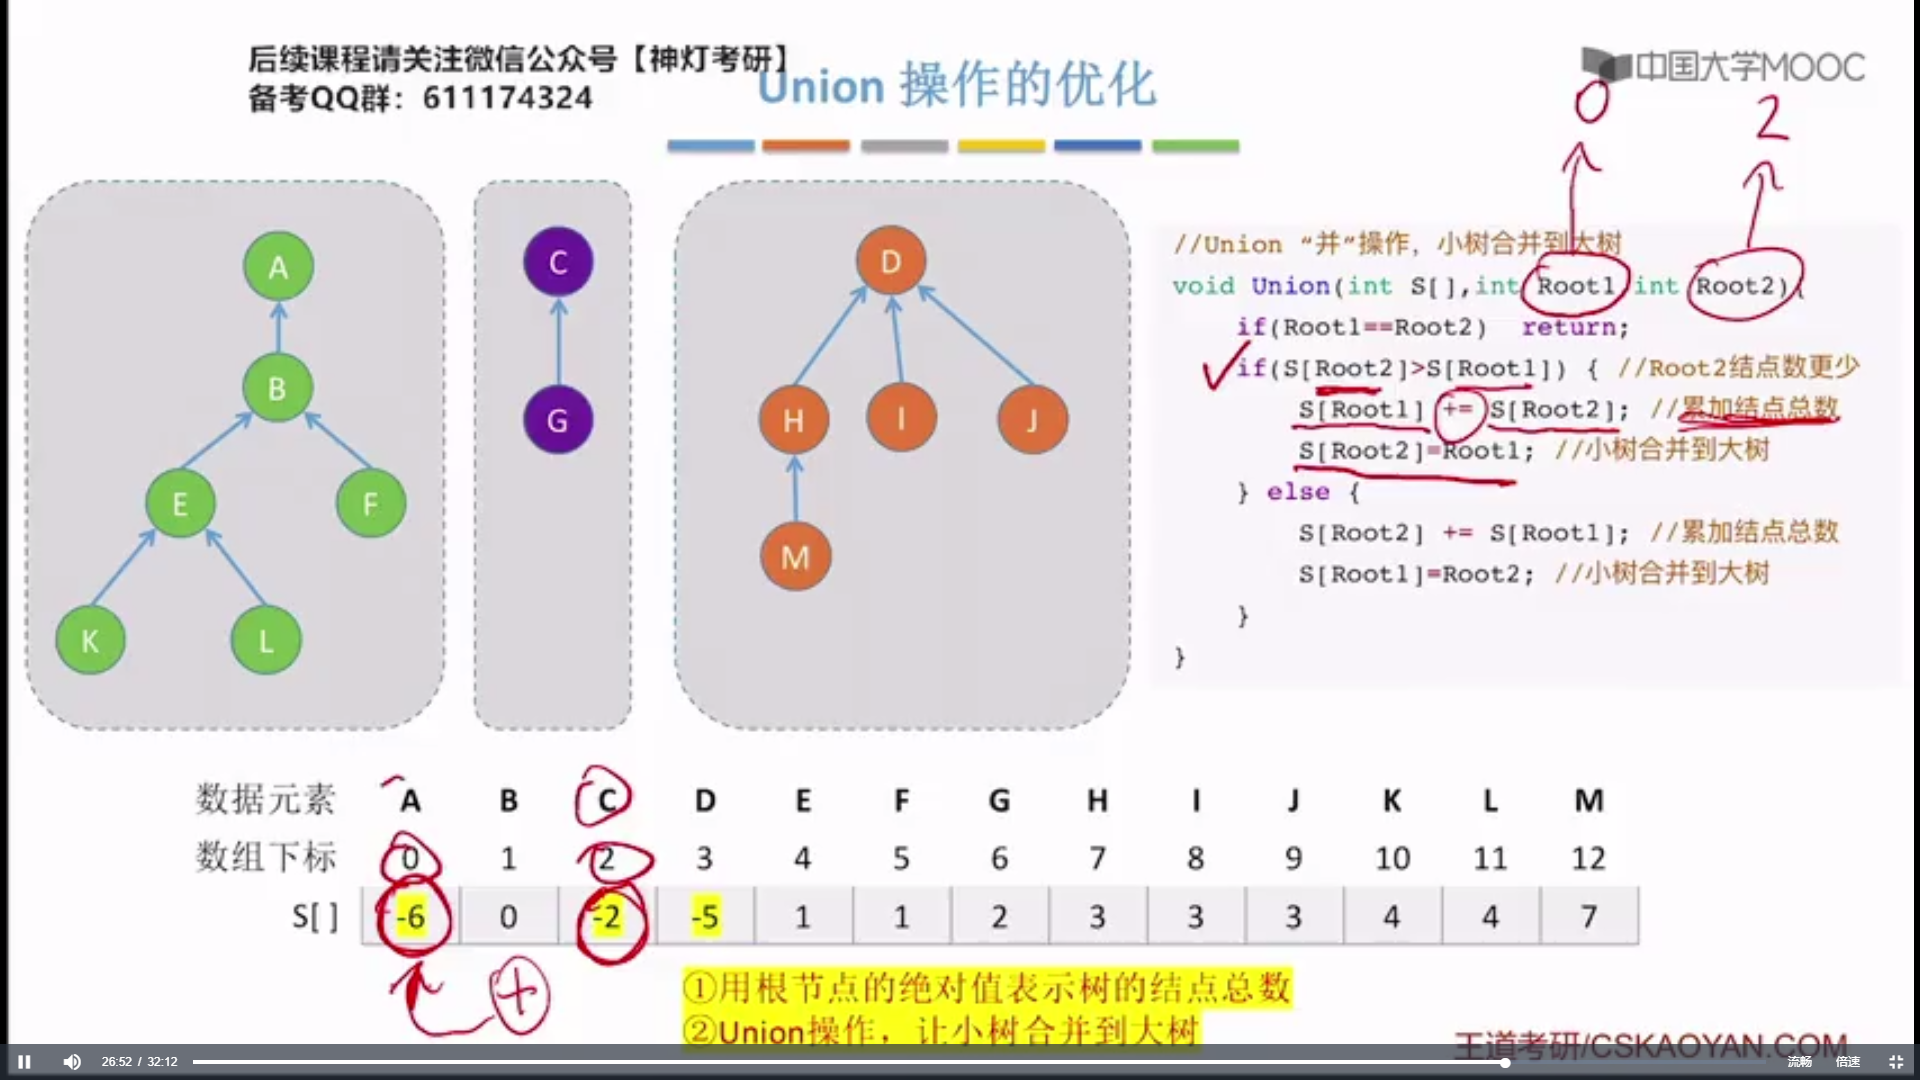 后续课程请关注微信公众号【神灯考研】
备考QQ群：611174324
Union 操作的优化
中国大学MOOC
0
2
A
B
E
F
K
L
C
G
D
H
I
J
M
//Union “并”操作，小树合并到大树
void Union(int S[],int Root1,int Root2){
if(Root1==Root2) return;
if(S[Root2]>S[Root1]) { //Root2结点数更少
S[Root1] += S[Root2]; //累加结点总数
S[Root2]=Root1; //小树合并到大树
} else {
S[Root2] += S[Root1]; //累加结点总数
S[Root1]=Root2; //小树合并到大树
}
}
数据元素 A B C D E F G H I J K L M
数组下标 0 1 2 3 4 5 6 7 8 9 10 11 12
S[ ] -6 0 -2 -5 1 1 2 3 3 3 4 4 7
+
①用根节点的绝对值表示树的结点总数
②Union操作，让小树合并到大树
王道考研/CSKAOYAN.COM
26:52 / 32:12
流畅 倍速